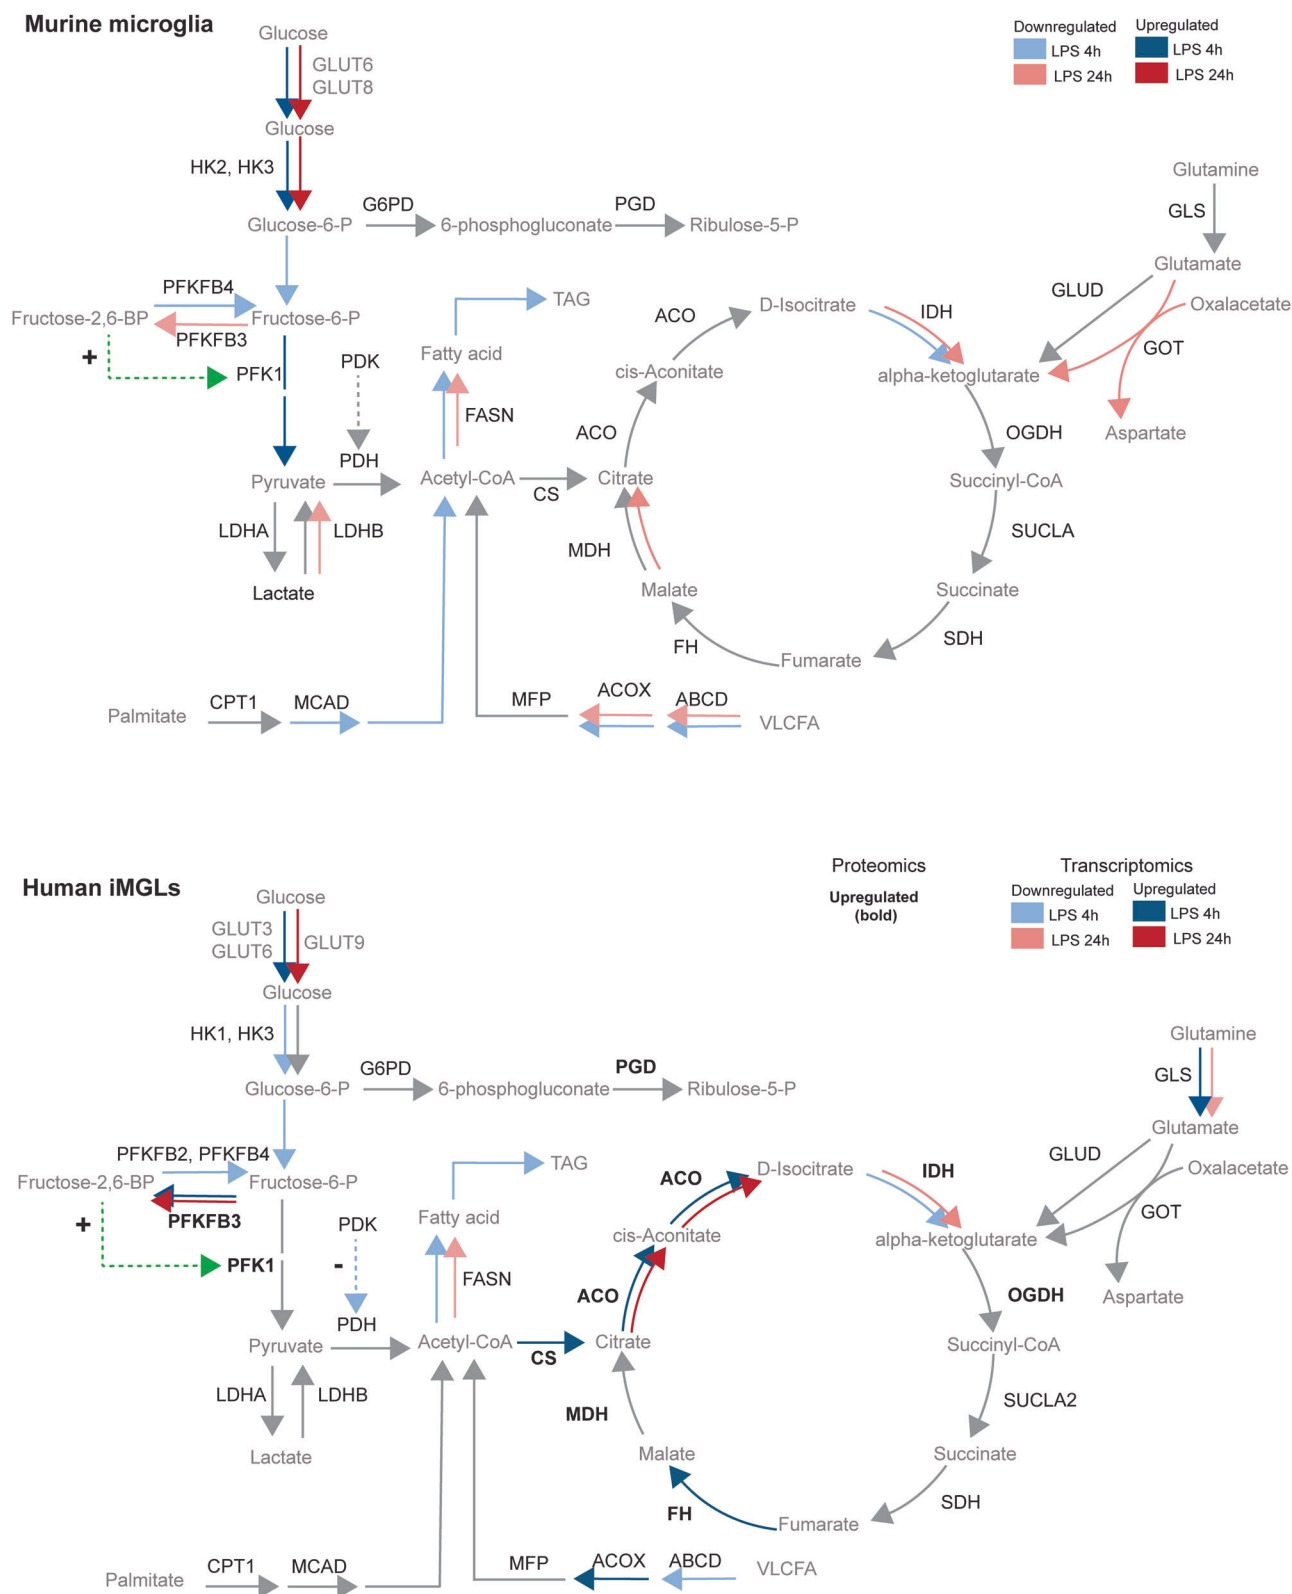 Murine microglia
Downregulated Upregulated
LPS 4h LPS 4h
LPS 24h LPS 24h
Glucose
GLUT6
GLUT8
Glucose
HK2, HK3
Glucose-6-P
G6PD
6-phosphogluconate
PGD
Ribulose-5-P
Glutamine
GLS
Glutamate
GLUD
Oxalacetate
GOT
Aspartate
PFKFB4
Fructose-2,6-BP
Fructose-6-P
PFKFB3
+
PFK1
PDK
PDH
TAG
Fatty acid
FASN
Pyruvate
Acetyl-CoA
CS
Citrate
ACO
cis-Aconitate
ACO
D-Isocitrate
IDH
alpha-ketoglutarate
OGDH
Succinyl-CoA
SUCLA
Succinate
SDH
Fumarate
FH
Malate
MDH
LDHA
LDHB
Lactate
Palmitate
CPT1
MCAD
MFP
ACOX
ABCD
VLCFA
Human iMGLs
Proteomics
Upregulated
(bold)
Transcriptomics
Downregulated Upregulated
LPS 4h LPS 4h
LPS 24h LPS 24h
Glucose
GLUT3
GLUT6
GLUT9
Glucose
HK1, HK3
Glucose-6-P
G6PD
6-phosphogluconate
PGD
Ribulose-5-P
Glutamine
GLS
Glutamate
GLUD
Oxalacetate
GOT
Aspartate
PFKFB2, PFKFB4
Fructose-2,6-BP
Fructose-6-P
PFKFB3
+
PFK1
PDK
-
PDH
TAG
Fatty acid
FASN
Pyruvate
Acetyl-CoA
CS
Citrate
ACO
cis-Aconitate
ACO
D-Isocitrate
IDH
alpha-ketoglutarate
OGDH
Succinyl-CoA
SUCLA2
Succinate
SDH
Fumarate
FH
Malate
MDH
LDHA
LDHB
Lactate
Palmitate
CPT1
MCAD
MFP
ACOX
ABCD
VLCFA